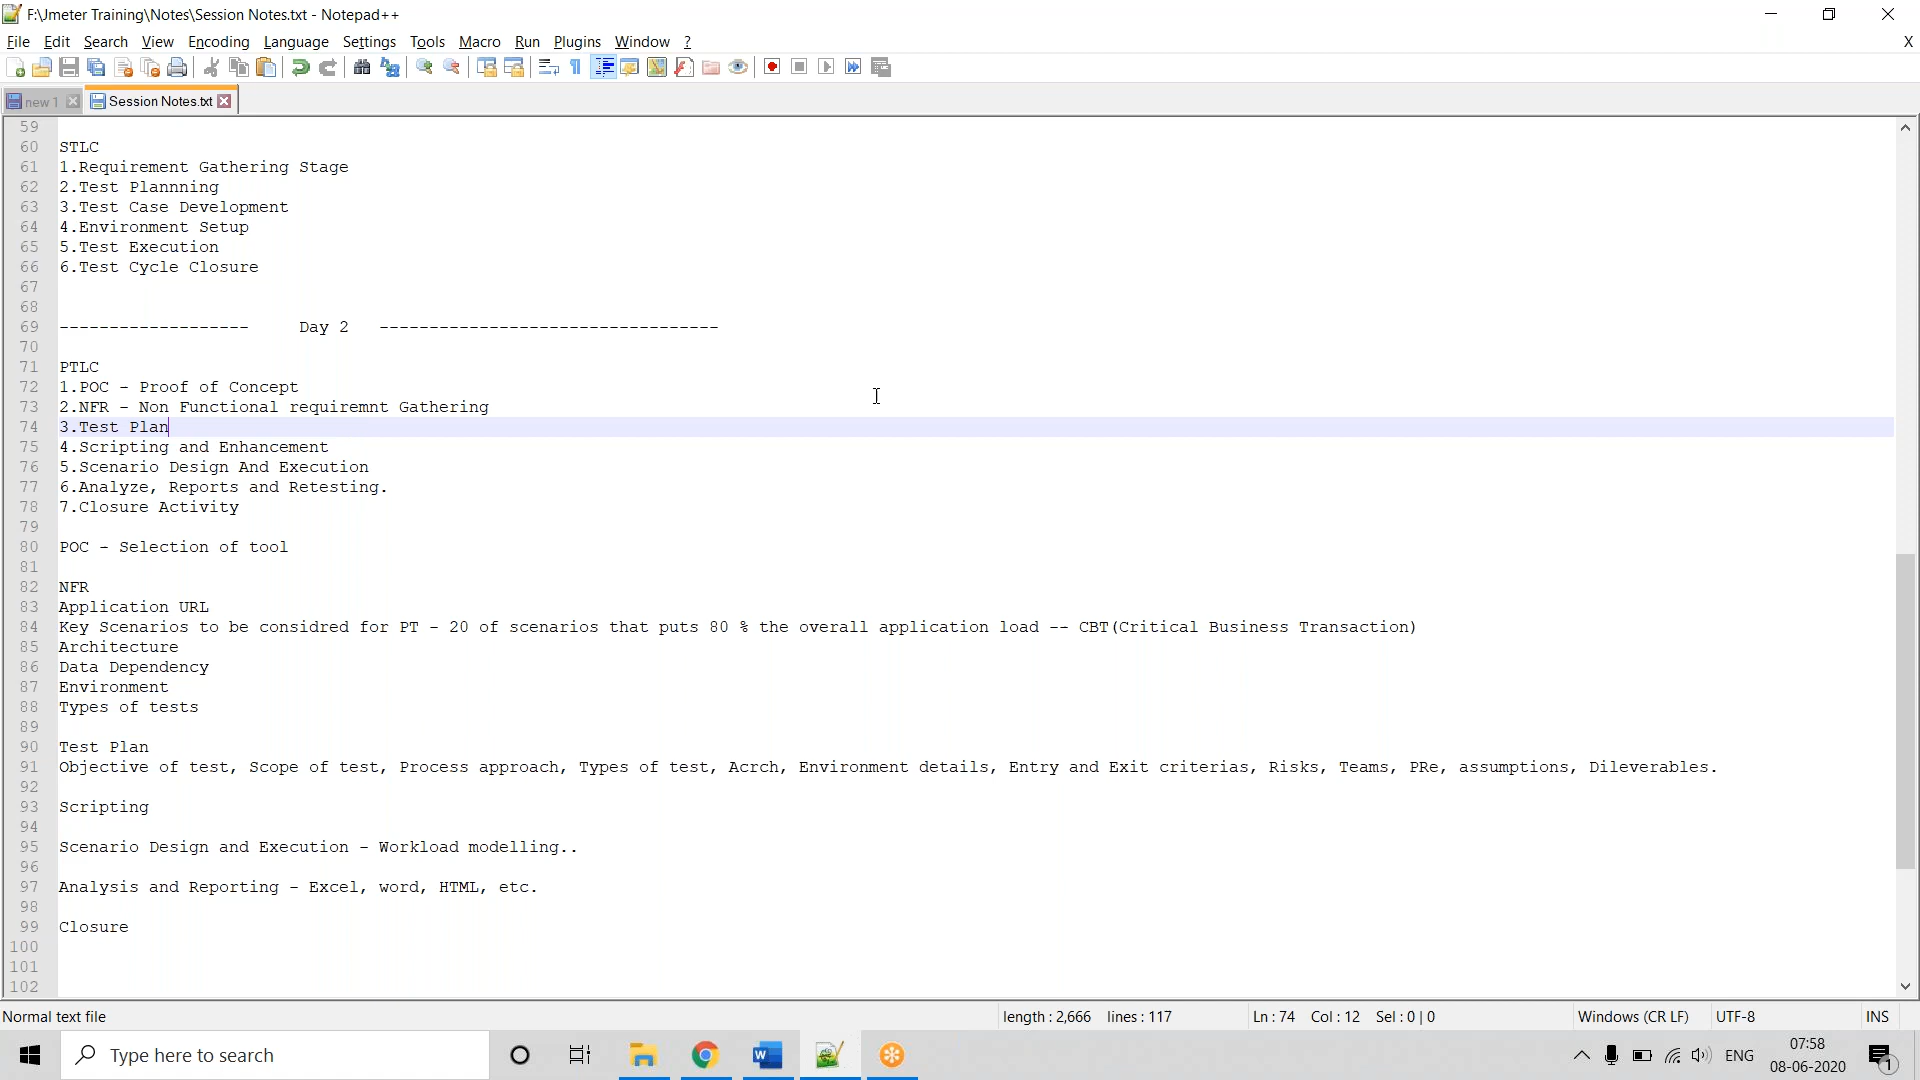 F:\Jmeter Training\Notes\Session Notes.txt - Notepad++
File Edit Search View Encoding Language Settings Tools Macro Run Plugins Window ? X
new 1 Session Notes.txt
59
60 STLC
61 1.Requirement Gathering Stage
62 2.Test Plannning
63 3.Test Case Development
64 4.Environment Setup
65 5.Test Execution
66 6.Test Cycle Closure
67
68
69 ------------------- Day 2 ----------------------------------
70
71 PTLC
72 1.POC - Proof of Concept
73 2.NFR - Non Functional requiremnt Gathering
74 3.Test Plan
75 4.Scripting and Enhancement
76 5.Scenario Design And Execution
77 6.Analyze, Reports and Retesting.
78 7.Closure Activity
79
80 POC - Selection of tool
81
82 NFR
83 Application URL
84 Key Scenarios to be considred for PT - 20 of scenarios that puts 80 % the overall application load -- CBT(Critical Business Transaction)
85 Architecture
86 Data Dependency
87 Environment
88 Types of tests
89
90 Test Plan
91 Objective of test, Scope of test, Process approach, Types of test, Acrch, Environment details, Entry and Exit criterias, Risks, Teams, PRe, assumptions, Dileverables.
92
93 Scripting
94
95 Scenario Design and Execution - Workload modelling..
96
97 Analysis and Reporting - Excel, word, HTML, etc.
98
99 Closure
100
101
102
Normal text file length : 2,666 lines : 117 Ln : 74 Col : 12 Sel : 0 | 0 Windows (CR LF) UTF-8 INS
Type here to search ENG 07:58
08-06-2020 1